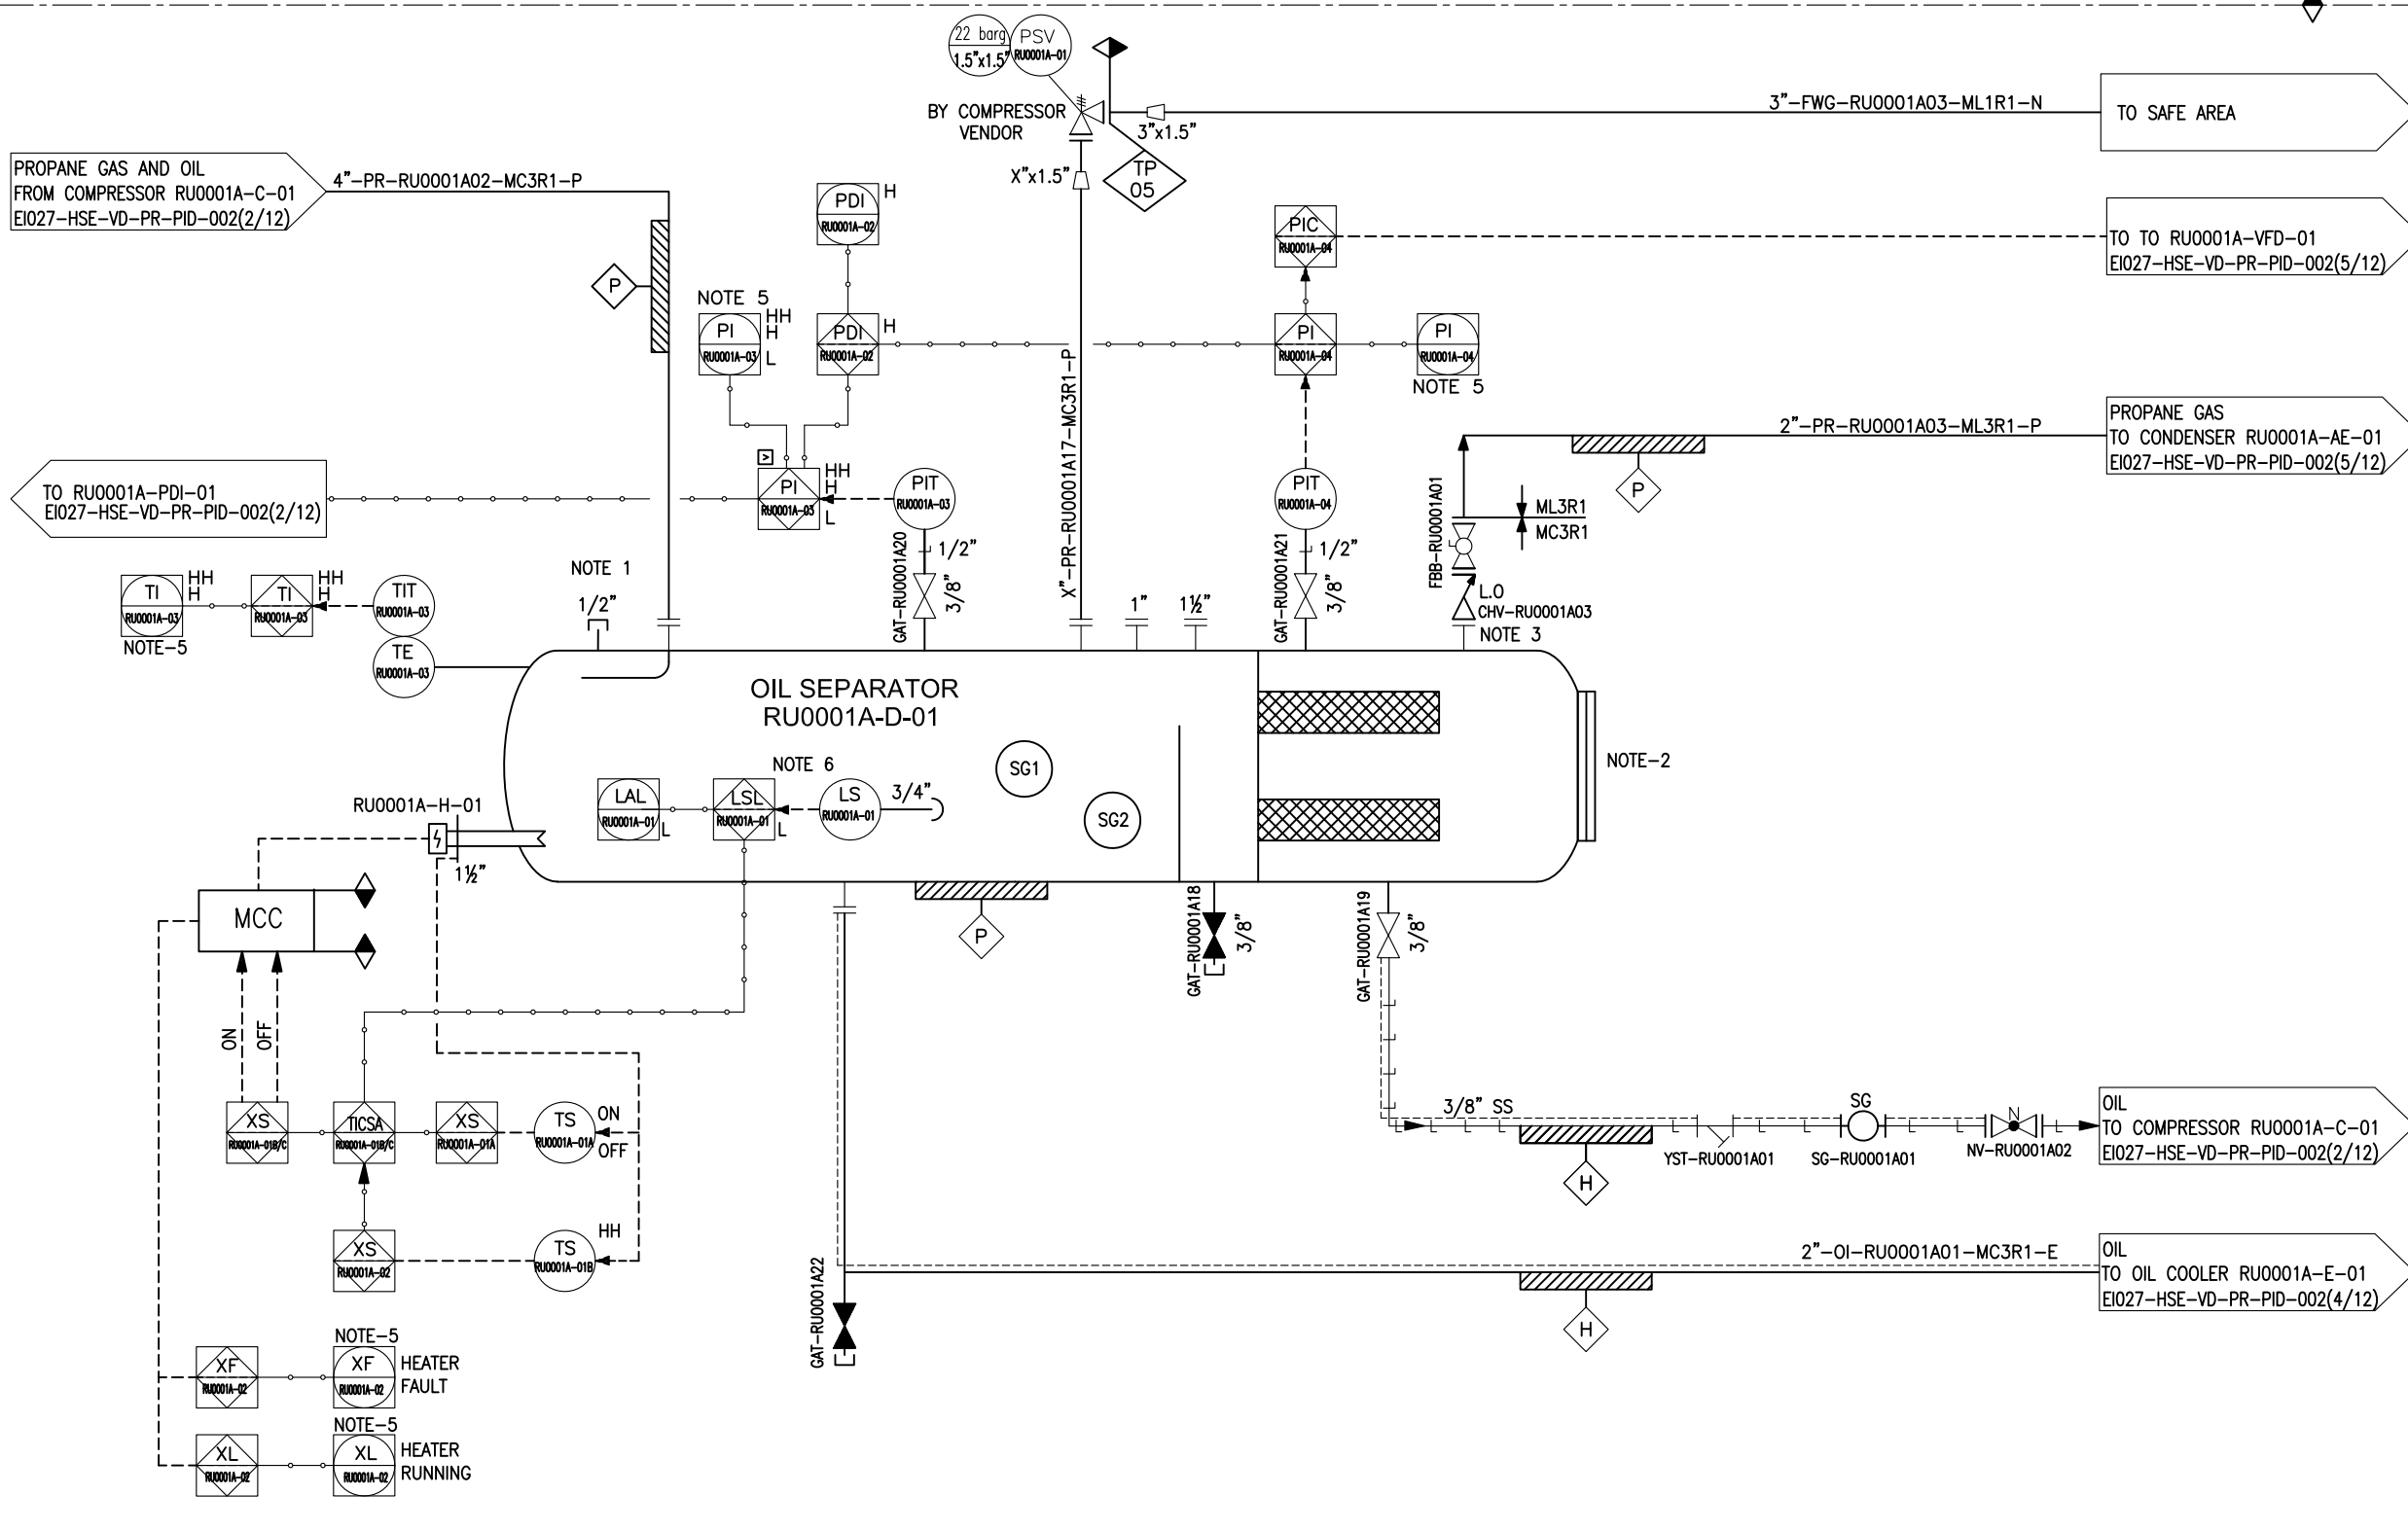 22 barg
1.5"x1.5"
PSV
RU0001A-01
BY COMPRESSOR
VENDOR
3"x1.5"
X"x1.5"
TP
05
3"-FWG-RU0001A03-ML1R1-N
TO SAFE AREA
PROPANE GAS AND OIL
FROM COMPRESSOR RU0001A-C-01
EI027-HSE-VD-PR-PID-002(2/12)
4"-PR-RU0001A02-MC3R1-P
P
PDI
RU0001A-02
H
PIC
RU0001A-04
TO TO RU0001A-VFD-01
EI027-HSE-VD-PR-PID-002(5/12)
NOTE 5
PI
RU0001A-03
HH
H
L
PDI
RU0001A-02
H
PI
RU0001A-04
PI
RU0001A-04
NOTE 5
X"-PR-RU0001A17-MC3R1-P
2"-PR-RU0001A03-ML3R1-P
P
PROPANE GAS
TO CONDENSER RU0001A-AE-01
EI027-HSE-VD-PR-PID-002(5/12)
TO RU0001A-PDI-01
EI027-HSE-VD-PR-PID-002(2/12)
>
PI
RU0001A-03
HH
H
L
PIT
RU0001A-03
PIT
RU0001A-04
ML3R1
MC3R1
FBB-RU0001A01
L.O
CHV-RU0001A03
NOTE 3
TI
RU0001A-03
HH
H
NOTE-5
TI
RU0001A-03
HH
H
TIT
RU0001A-03
TE
RU0001A-03
NOTE 1
1/2"
GAT-RU0001A20
1/2"
3/8"
1"
1½"
GAT-RU0001A21
1/2"
3/8"
OIL SEPARATOR
RU0001A-D-01
NOTE 6
LAL
RU0001A-01
L
LSL
RU0001A-01
L
LS
RU0001A-01
3/4"
SG1
SG2
NOTE-2
RU0001A-H-01
1½"
MCC
P
GAT-RU0001A18
3/8"
GAT-RU0001A19
3/8"
ON
OFF
XS
RU0001A-01B/C
TICSA
RU0001A-01B/C
XS
RU0001A-01A
TS
RU0001A-01A
ON
OFF
XS
RU0001A-02
TS
RU0001A-01B
HH
3/8" SS
H
YST-RU0001A01
SG
SG-RU0001A01
N
NV-RU0001A02
OIL
TO COMPRESSOR RU0001A-C-01
EI027-HSE-VD-PR-PID-002(2/12)
GAT-RU0001A22
2"-OI-RU0001A01-MC3R1-E
H
OIL
TO OIL COOLER RU0001A-E-01
EI027-HSE-VD-PR-PID-002(4/12)
XF
RU0001A-02
NOTE-5
XF
RU0001A-02
HEATER
FAULT
XL
RU0001A-02
NOTE-5
XL
RU0001A-02
HEATER
RUNNING